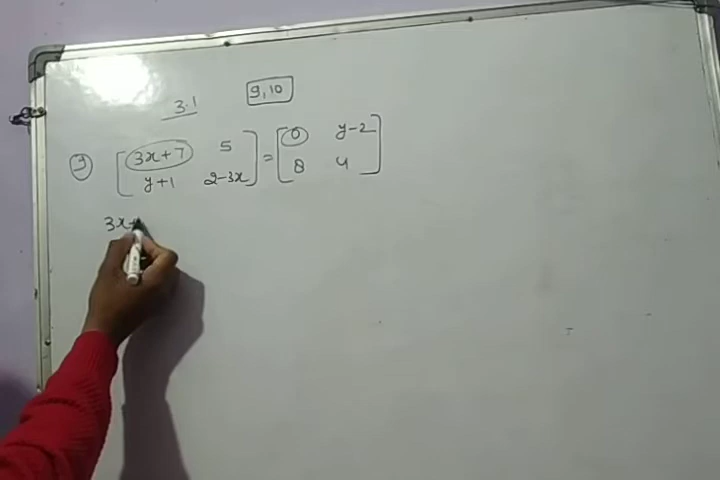 3.1 9,10
9 [3x+7 5] = [0 y-2]
[y+1 2-3x] [8 4]
3x+